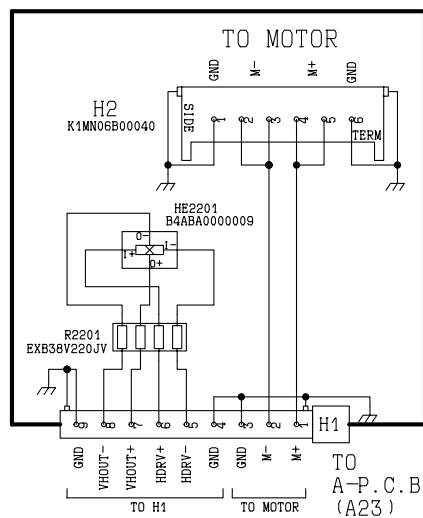 TO MOTOR
GND M- M+ GND
H2
K1MN06B00040
SIDE
1 2 3 4 5 6
TERM
HE2201
B4ABA0000009
O-
I+ I-
O+
R2201
EXB38V220JV
9 8 7 6 5 4 3 2 1
H1
GND VHOUT- VHOUT+ HDRV+ HDRV- GND GND M- M+
TO H1 TO MOTOR
TO
A-P.C.B
(A23)